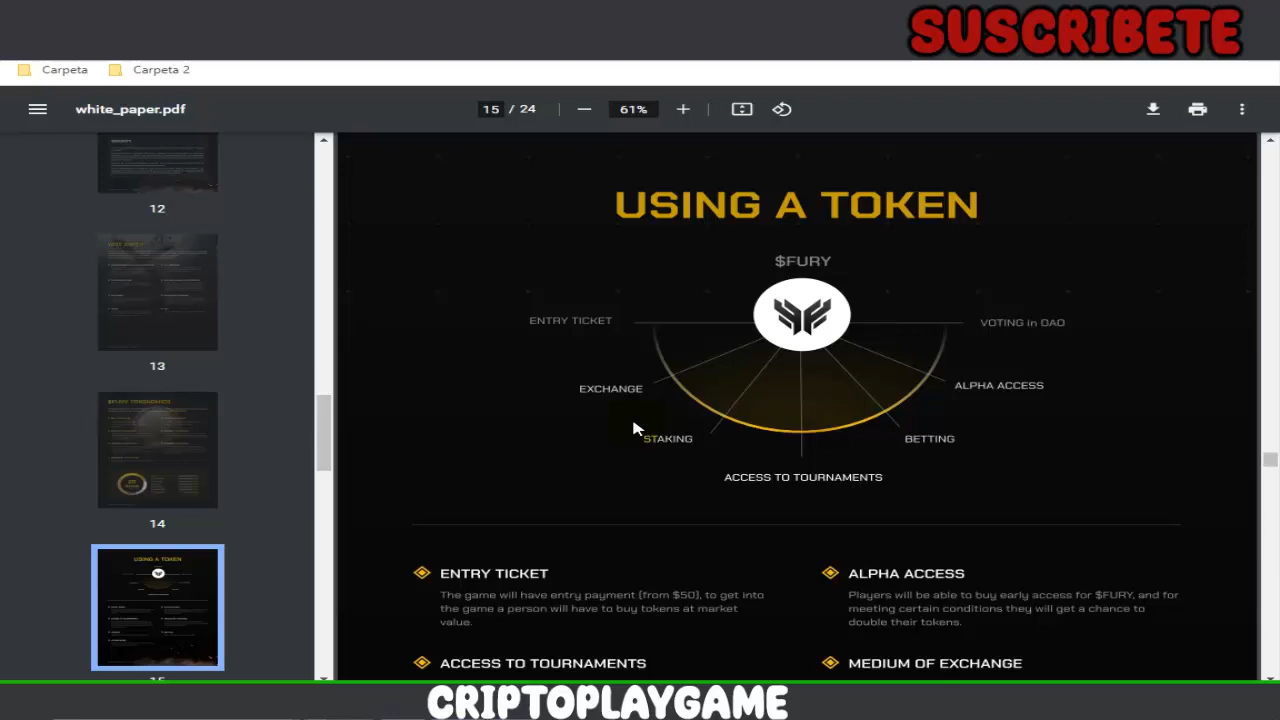 SUSCRIBETE
Carpeta Carpeta 2
white_paper.pdf 15 / 24 61%
12
13
14
USING A TOKEN
$FURY
ENTRY TICKET
VOTING in DAO
EXCHANGE
ALPHA ACCESS
STAKING
BETTING
ACCESS TO TOURNAMENTS
ENTRY TICKET
The game will have entry payment (from $50), to get into
the game a person will have to buy tokens at market
value.
ALPHA ACCESS
Players will be able to buy early access for $FURY, and for
meeting certain conditions they will get a chance to
double their tokens.
ACCESS TO TOURNAMENTS
MEDIUM OF EXCHANGE
CRIPTOPLAYGAME